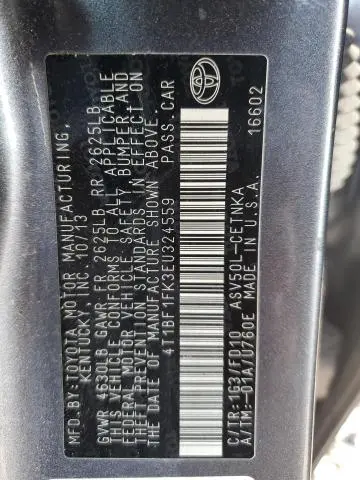 MFD.BY:TOYOTA MOTOR MANUFACTURING,
KENTUCKY, INC. 10/13
GVWR 4630LB GAWR FR 2625LB RR 2625LB
THIS VEHICLE CONFORMS TO ALL APPLICABLE
FEDERAL MOTOR VEHICLE SAFETY, BUMPER AND
THEFT PREVENTION STANDARDS IN EFFECT ON
THE DATE OF MANUFACTURE SHOWN ABOVE.
4T1BF1FK3EU324559 PASS.CAR
C/TR:1G3/FD10 ASV50L-CETNKA
A/TM:-01A/U760E MADE IN U.S.A. 16602